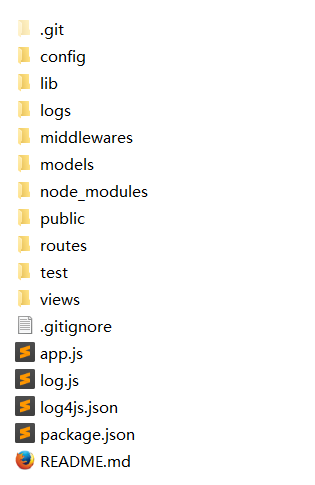 .git
config
lib
logs
middlewares
models
node_modules
public
routes
test
views
.gitignore
app.js
log.js
log4js.json
package.json
README.md